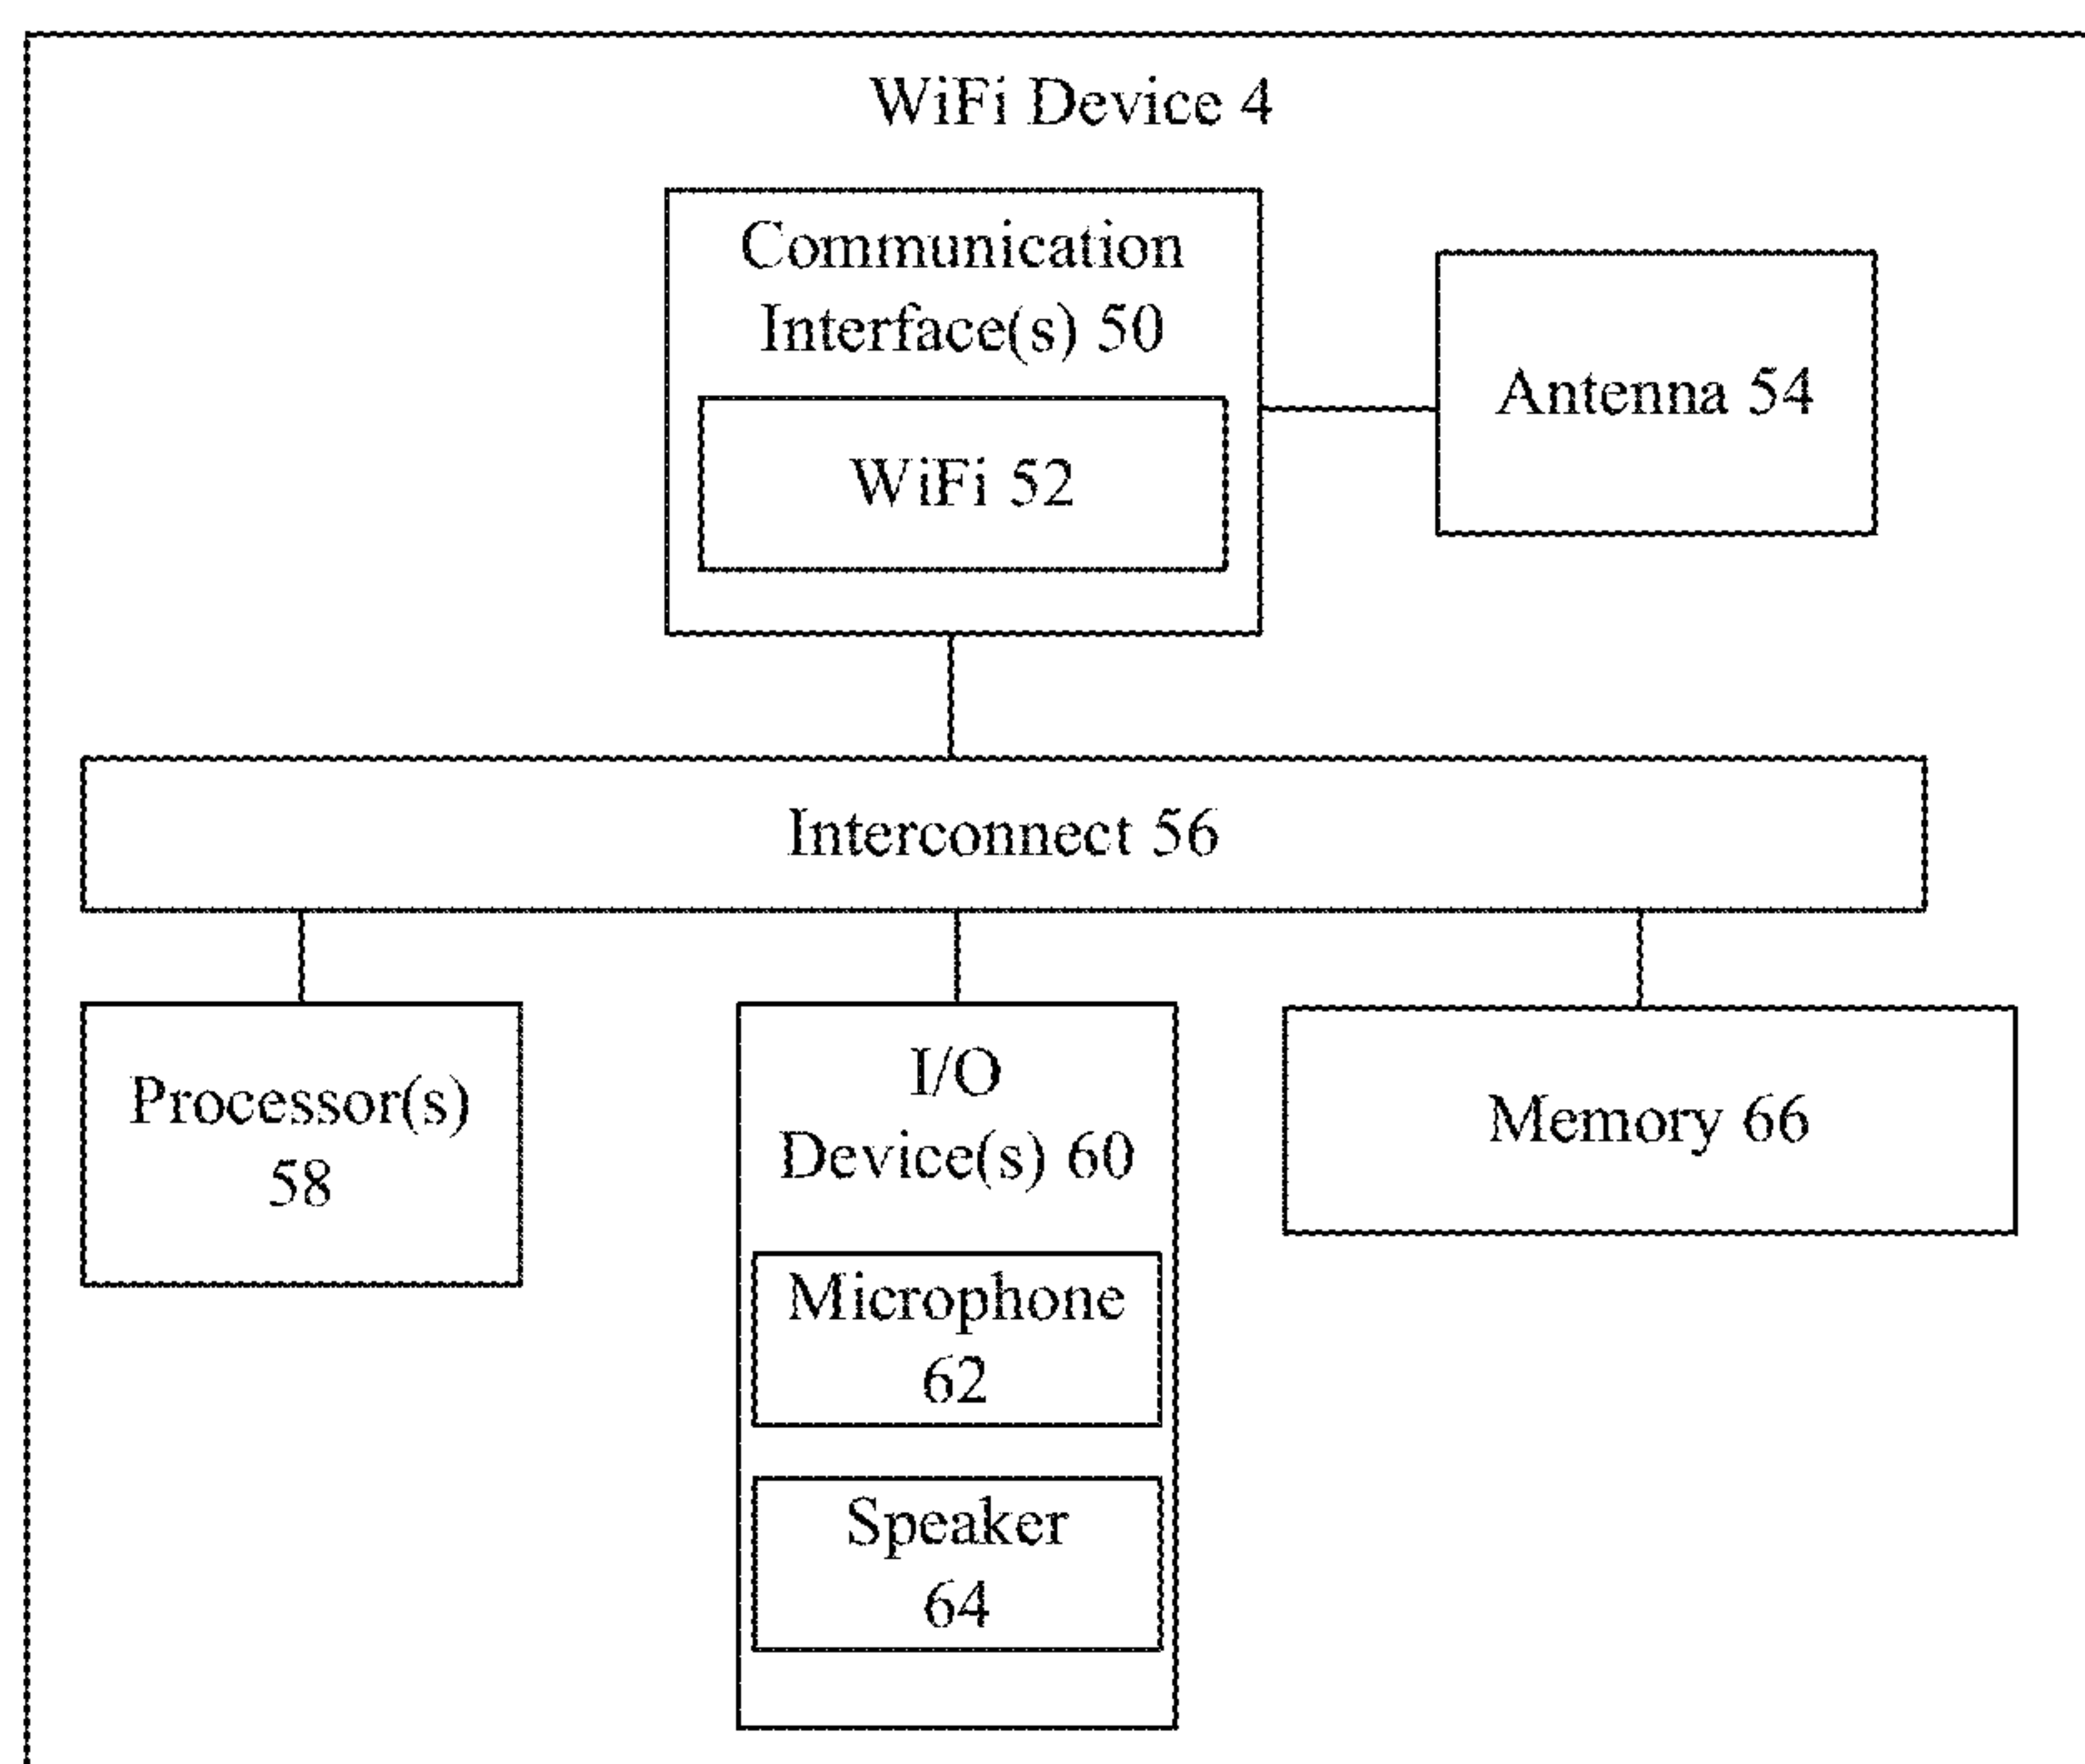 WiFi Device 4
Communication
Interface(s) 50
WiFi 52
Antenna 54
Interconnect 56
Processor(s)
58
I/O
Device(s) 60
Microphone
62
Speaker
64
Memory 66